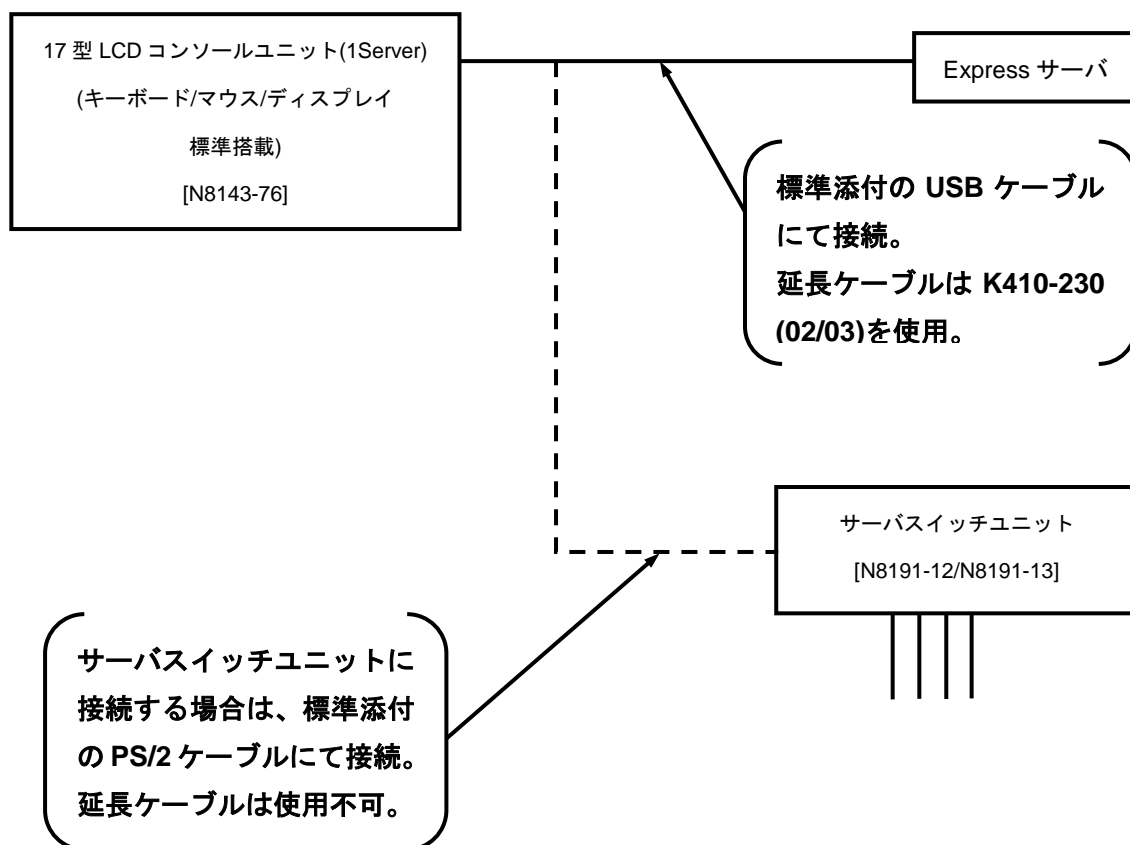 17 型 LCD コンソールユニット(1Server)
(キーボード/マウス/ディスプレイ
標準搭載)
[N8143-76]
Express サーバ
標準添付の USB ケーブル
にて接続。
延長ケーブルは K410-230
(02/03)を使用。
サーバスイッチユニット
[N8191-12/N8191-13]
サーバスイッチユニットに
接続する場合は、標準添付
の PS/2 ケーブルにて接続。
延長ケーブルは使用不可。